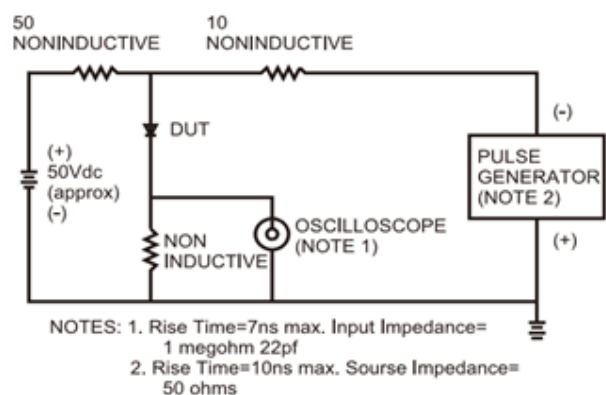 50
NONINDUCTIVE
10
NONINDUCTIVE
(+)
50Vdc
(approx)
(-)
DUT
(-)
PULSE
GENERATOR
(NOTE 2)
(+)
NON
INDUCTIVE
OSCILLOSCOPE
(NOTE 1)
NOTES: 1. Rise Time=7ns max. Input Impedance=
1 megohm 22pf
2. Rise Time=10ns max. Sourse Impedance=
50 ohms